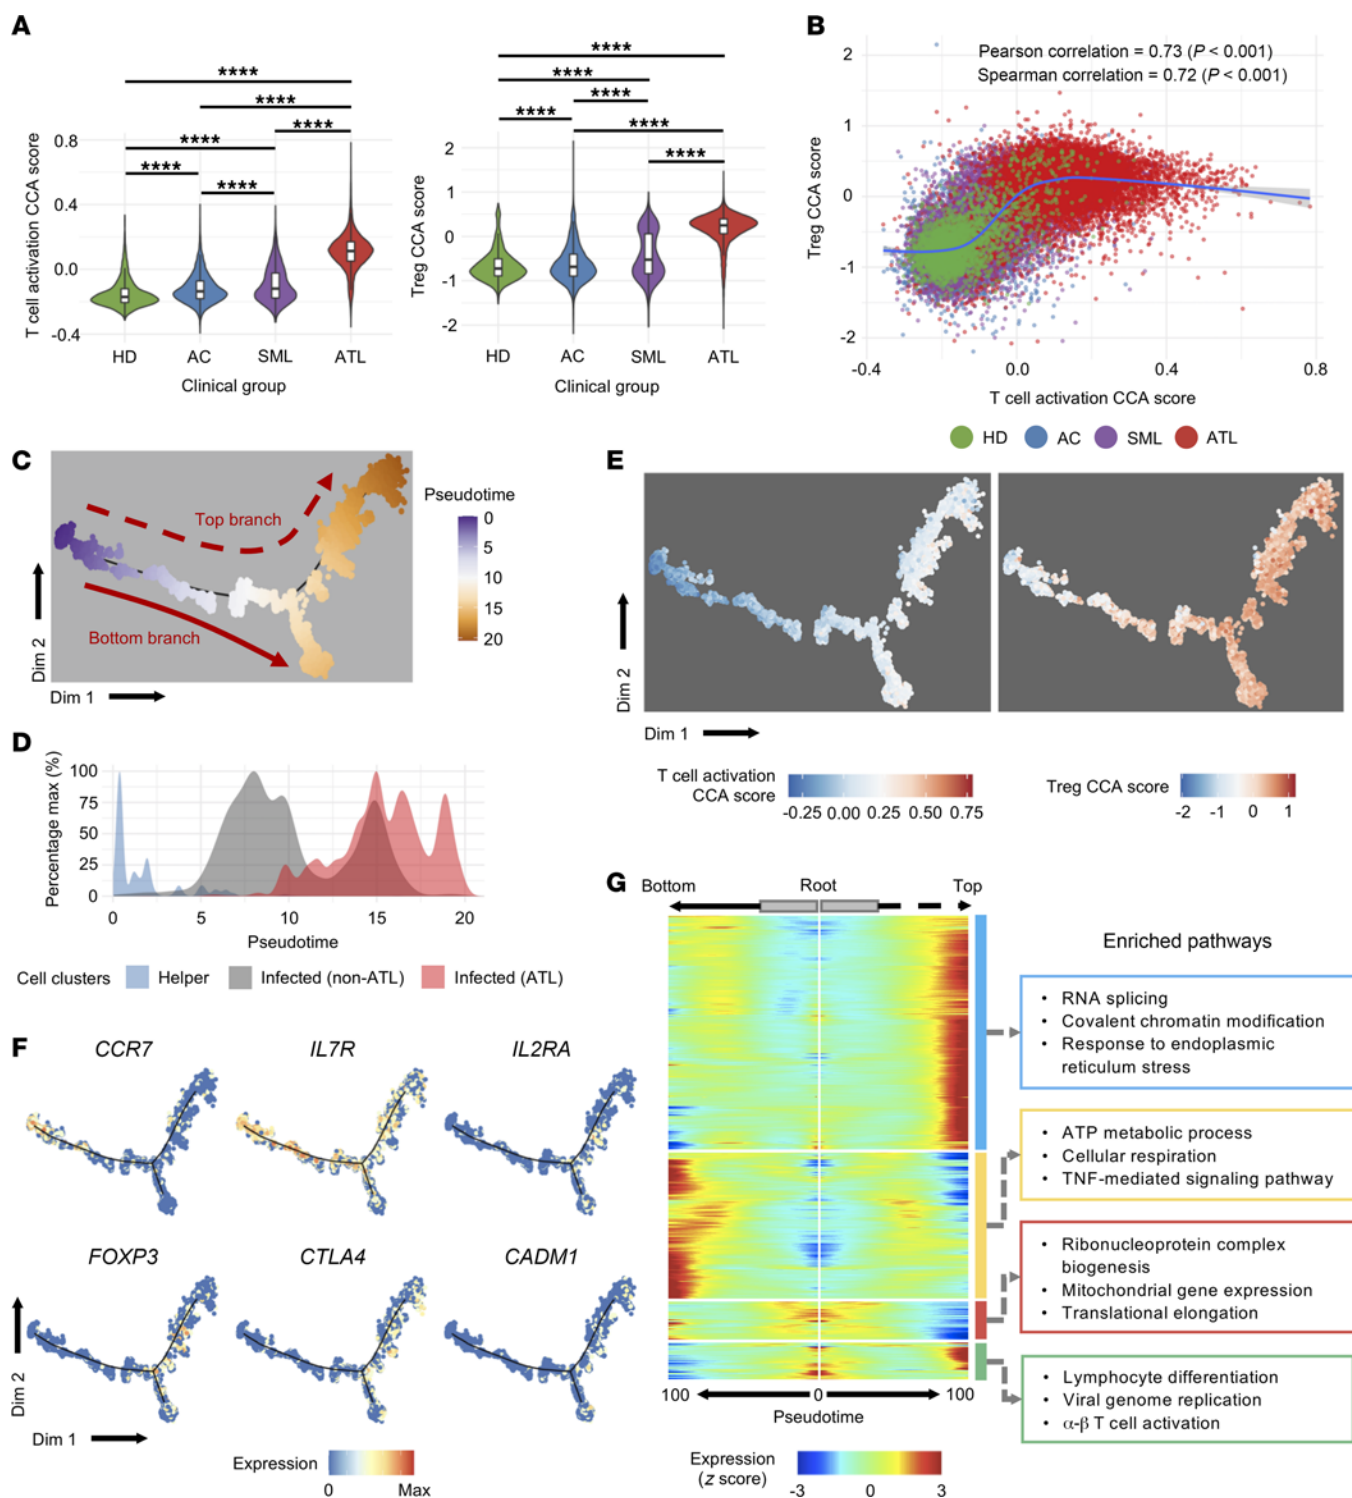 A
****
****
****
****
****
****
T cell activation CCA score
0.8
0.4
0.0
-0.4
HD
AC
SML
ATL
Clinical group
****
****
****
****
****
****
Treg CCA score
2
1
0
-1
-2
HD
AC
SML
ATL
Clinical group
B
Pearson correlation = 0.73 (P < 0.001)
Spearman correlation = 0.72 (P < 0.001)
Treg CCA score
2
1
0
-1
-2
-0.4
0.0
0.4
0.8
T cell activation CCA score
HD
AC
SML
ATL
C
Top branch
Bottom branch
Dim 2
Dim 1
Pseudotime
0
5
10
15
20
D
Percentage max (%)
100
75
50
25
0
0
5
10
15
20
Pseudotime
Cell clusters
Helper
Infected (non-ATL)
Infected (ATL)
E
Dim 2
Dim 1
T cell activation
CCA score
-0.25 0.00 0.25 0.50 0.75
Treg CCA score
-2
-1
0
1
F
CCR7
IL7R
IL2RA
FOXP3
CTLA4
CADM1
Dim 2
Dim 1
Expression
0
Max
G
Bottom
Root
Top
100
0
100
Pseudotime
Expression
(z score)
-3
0
3
Enriched pathways
• RNA splicing
• Covalent chromatin modification
• Response to endoplasmic
reticulum stress
• ATP metabolic process
• Cellular respiration
• TNF-mediated signaling pathway
• Ribonucleoprotein complex
biogenesis
• Mitochondrial gene expression
• Translational elongation
• Lymphocyte differentiation
• Viral genome replication
• α-β T cell activation